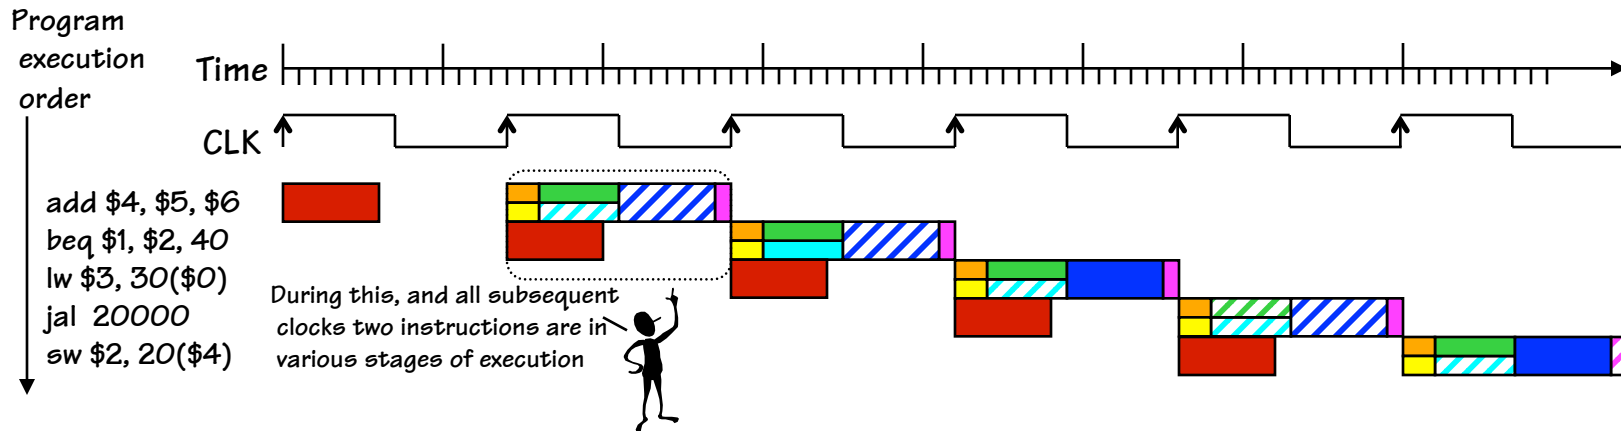 Program
execution
order
Time
CLK
add $4, $5, $6
beq $1, $2, 40
lw $3, 30($0)
jal 20000
sw $2, 20($4)
During this, and all subsequent
clocks two instructions are in
various stages of execution